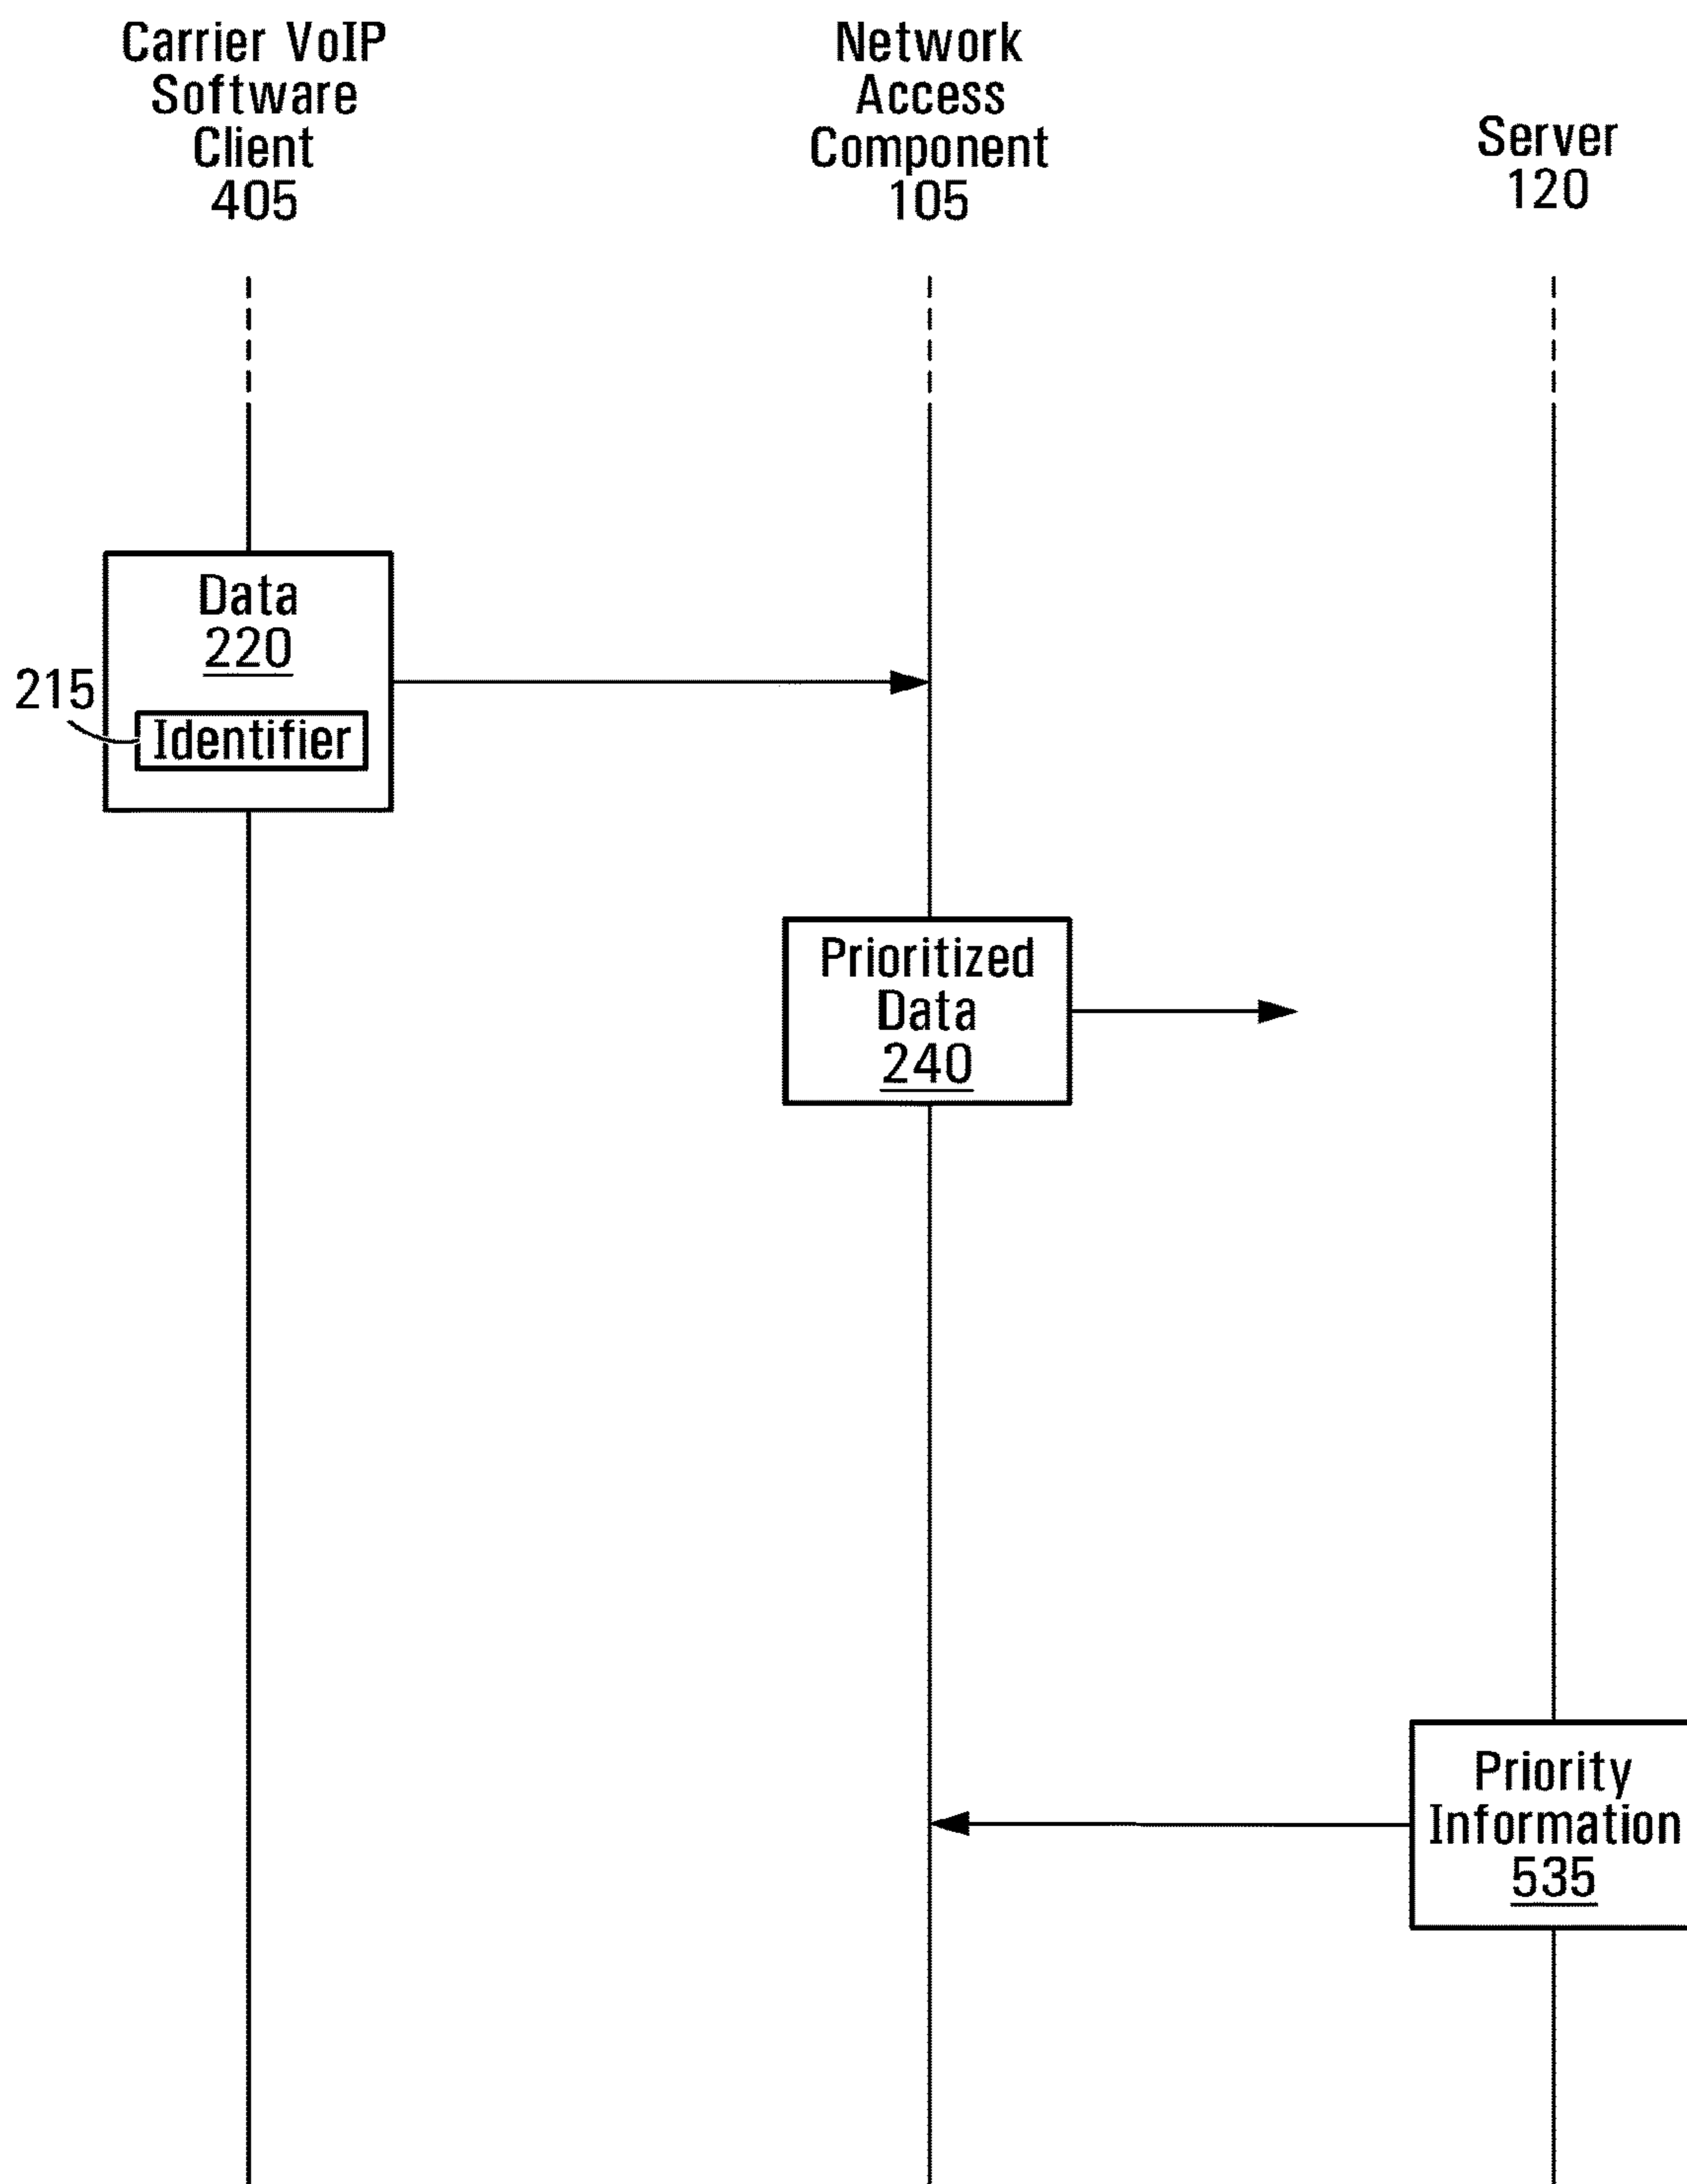 Carrier VoIP
Software
Client
405
Network
Access
Component
105
Server
120
Data
220
215
Identifier
Prioritized
Data
240
Priority
Information
535